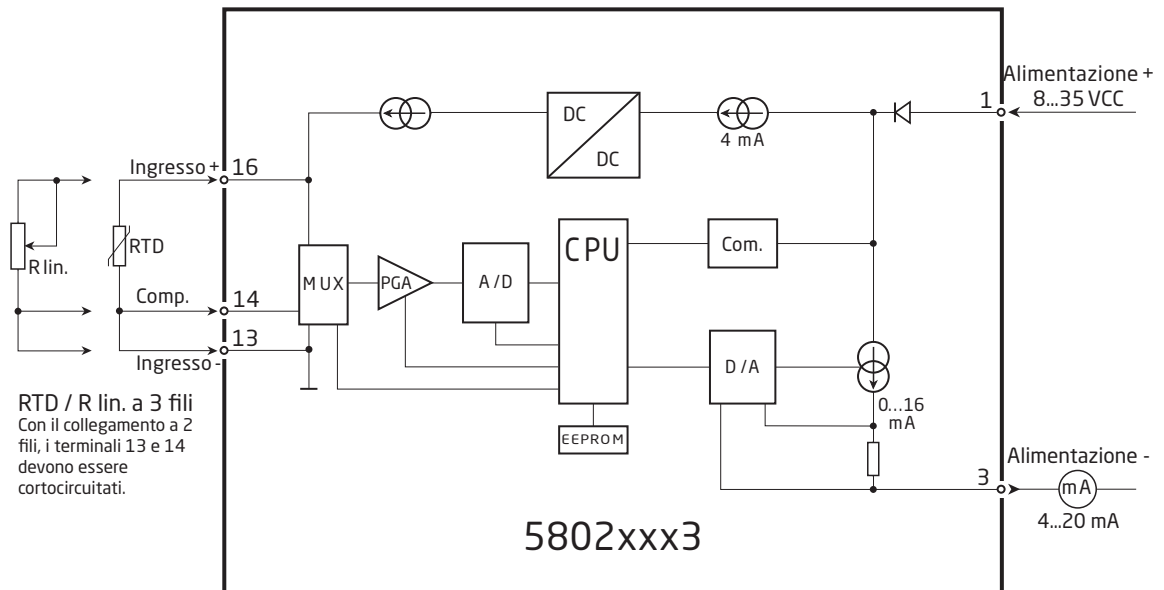 Alimentazione +
8...35 VCC
1
DC
DC
4 mA
Ingresso +
16
CPU
Com.
RTD
R lin.
MUX
PGA
A/D
Comp.
14
13
Ingresso -
D/A
0...16
mA
EEPROM
RTD / R lin. a 3 fili
Con il collegamento a 2
fili, i terminali 13 e 14
devono essere
cortocircuitati.
Alimentazione -
3
mA
4...20 mA
5802xxx3